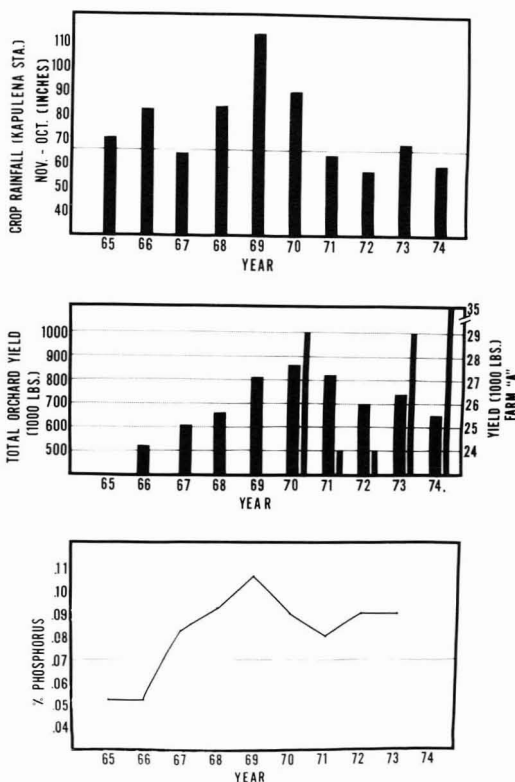 CROP RAINFALL (KAPULENA STA.)
NOV. - OCT. (INCHES)
110
100
90
80
70
60
50
40
65 66 67 68 69 70 71 72 73 74
YEAR
TOTAL ORCHARD YIELD
(1000 LBS.)
1000
900
800
700
600
500
35
29
28
27
26
25
24
YIELD (1000 LBS.)
FARM "A"
65 66 67 68 69 70 71 72 73 74.
YEAR
% PHOSPHORUS
.11
.10
.09
.08
.07
.06
.05
.04
65 66 67 68 69 70 71 72 73 74
YEAR